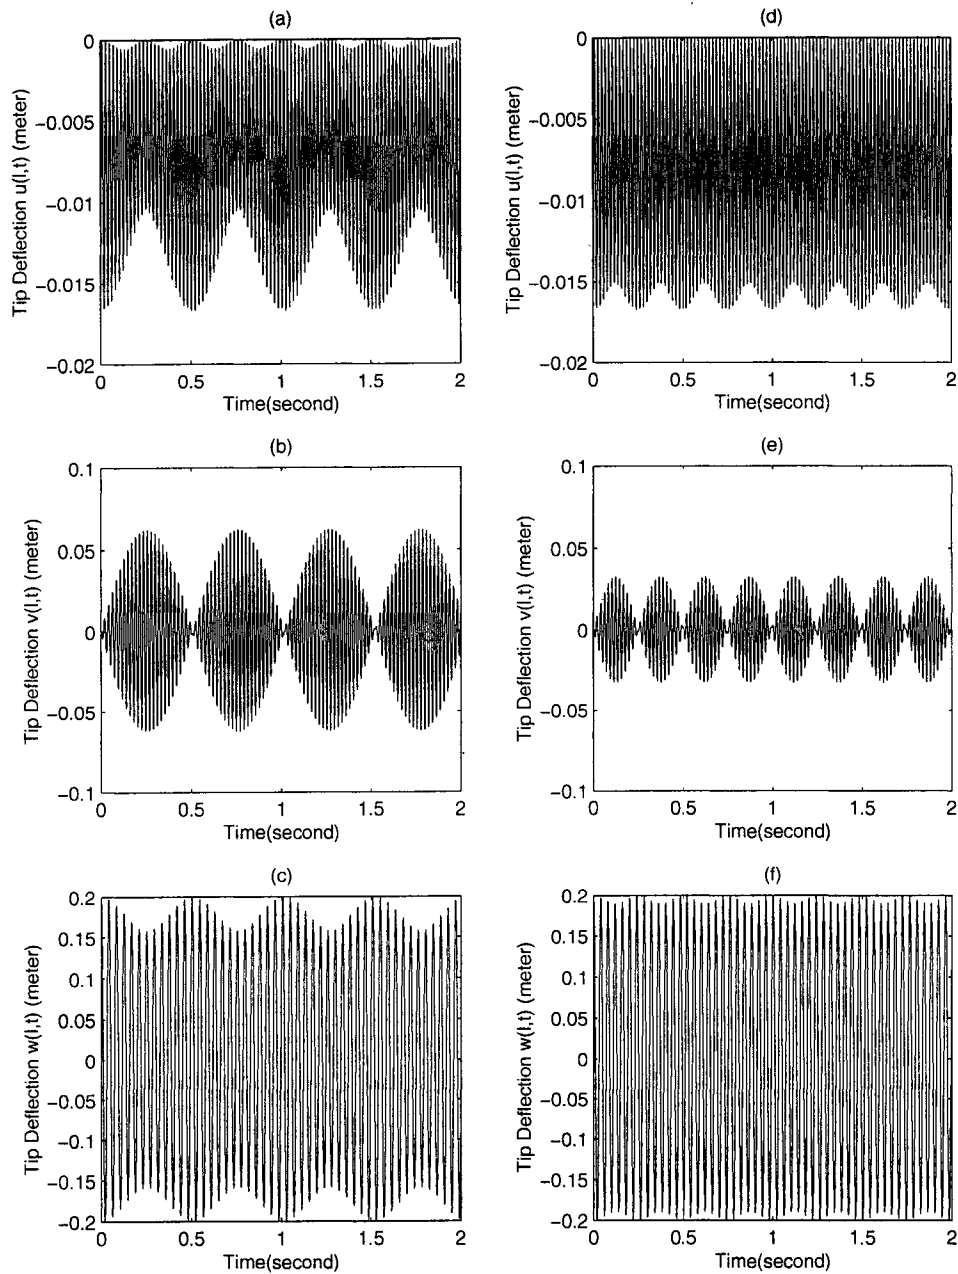 (a)
Tip Deflection u(l,t) (meter)
0
−0.005
−0.01
−0.015
−0.02
0 0.5 1 1.5 2
Time(second)
(d)
Tip Deflection u(l,t) (meter)
0
−0.005
−0.01
−0.015
−0.02
0 0.5 1 1.5 2
Time(second)
(b)
Tip Deflection v(l,t) (meter)
0.1
0.05
0
−0.05
−0.1
0 0.5 1 1.5 2
Time(second)
(e)
Tip Deflection v(l,t) (meter)
0.1
0.05
0
−0.05
−0.1
0 0.5 1 1.5 2
Time(second)
(c)
Tip Deflection w(l,t) (meter)
0.2
0.15
0.1
0.05
0
−0.05
−0.1
−0.15
−0.2
0 0.5 1 1.5 2
Time(second)
(f)
Tip Deflection w(l,t) (meter)
0.2
0.15
0.1
0.05
0
−0.05
−0.1
−0.15
−0.2
0 0.5 1 1.5 2
Time(second)